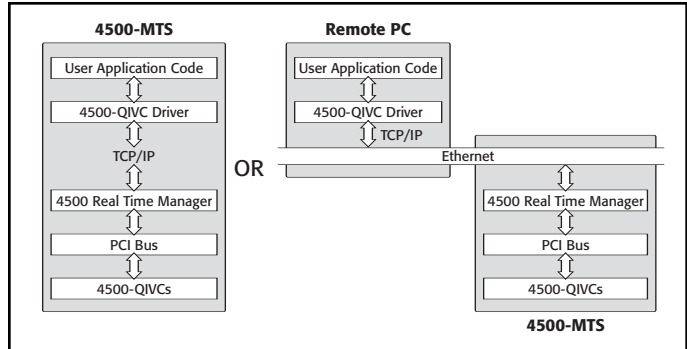 4500-MTS
User Application Code
4500-QIVC Driver
TCP/IP
4500 Real Time Manager
PCI Bus
4500-QIVCs
OR
Remote PC
User Application Code
4500-QIVC Driver
TCP/IP
Ethernet
4500 Real Time Manager
PCI Bus
4500-QIVCs
4500-MTS